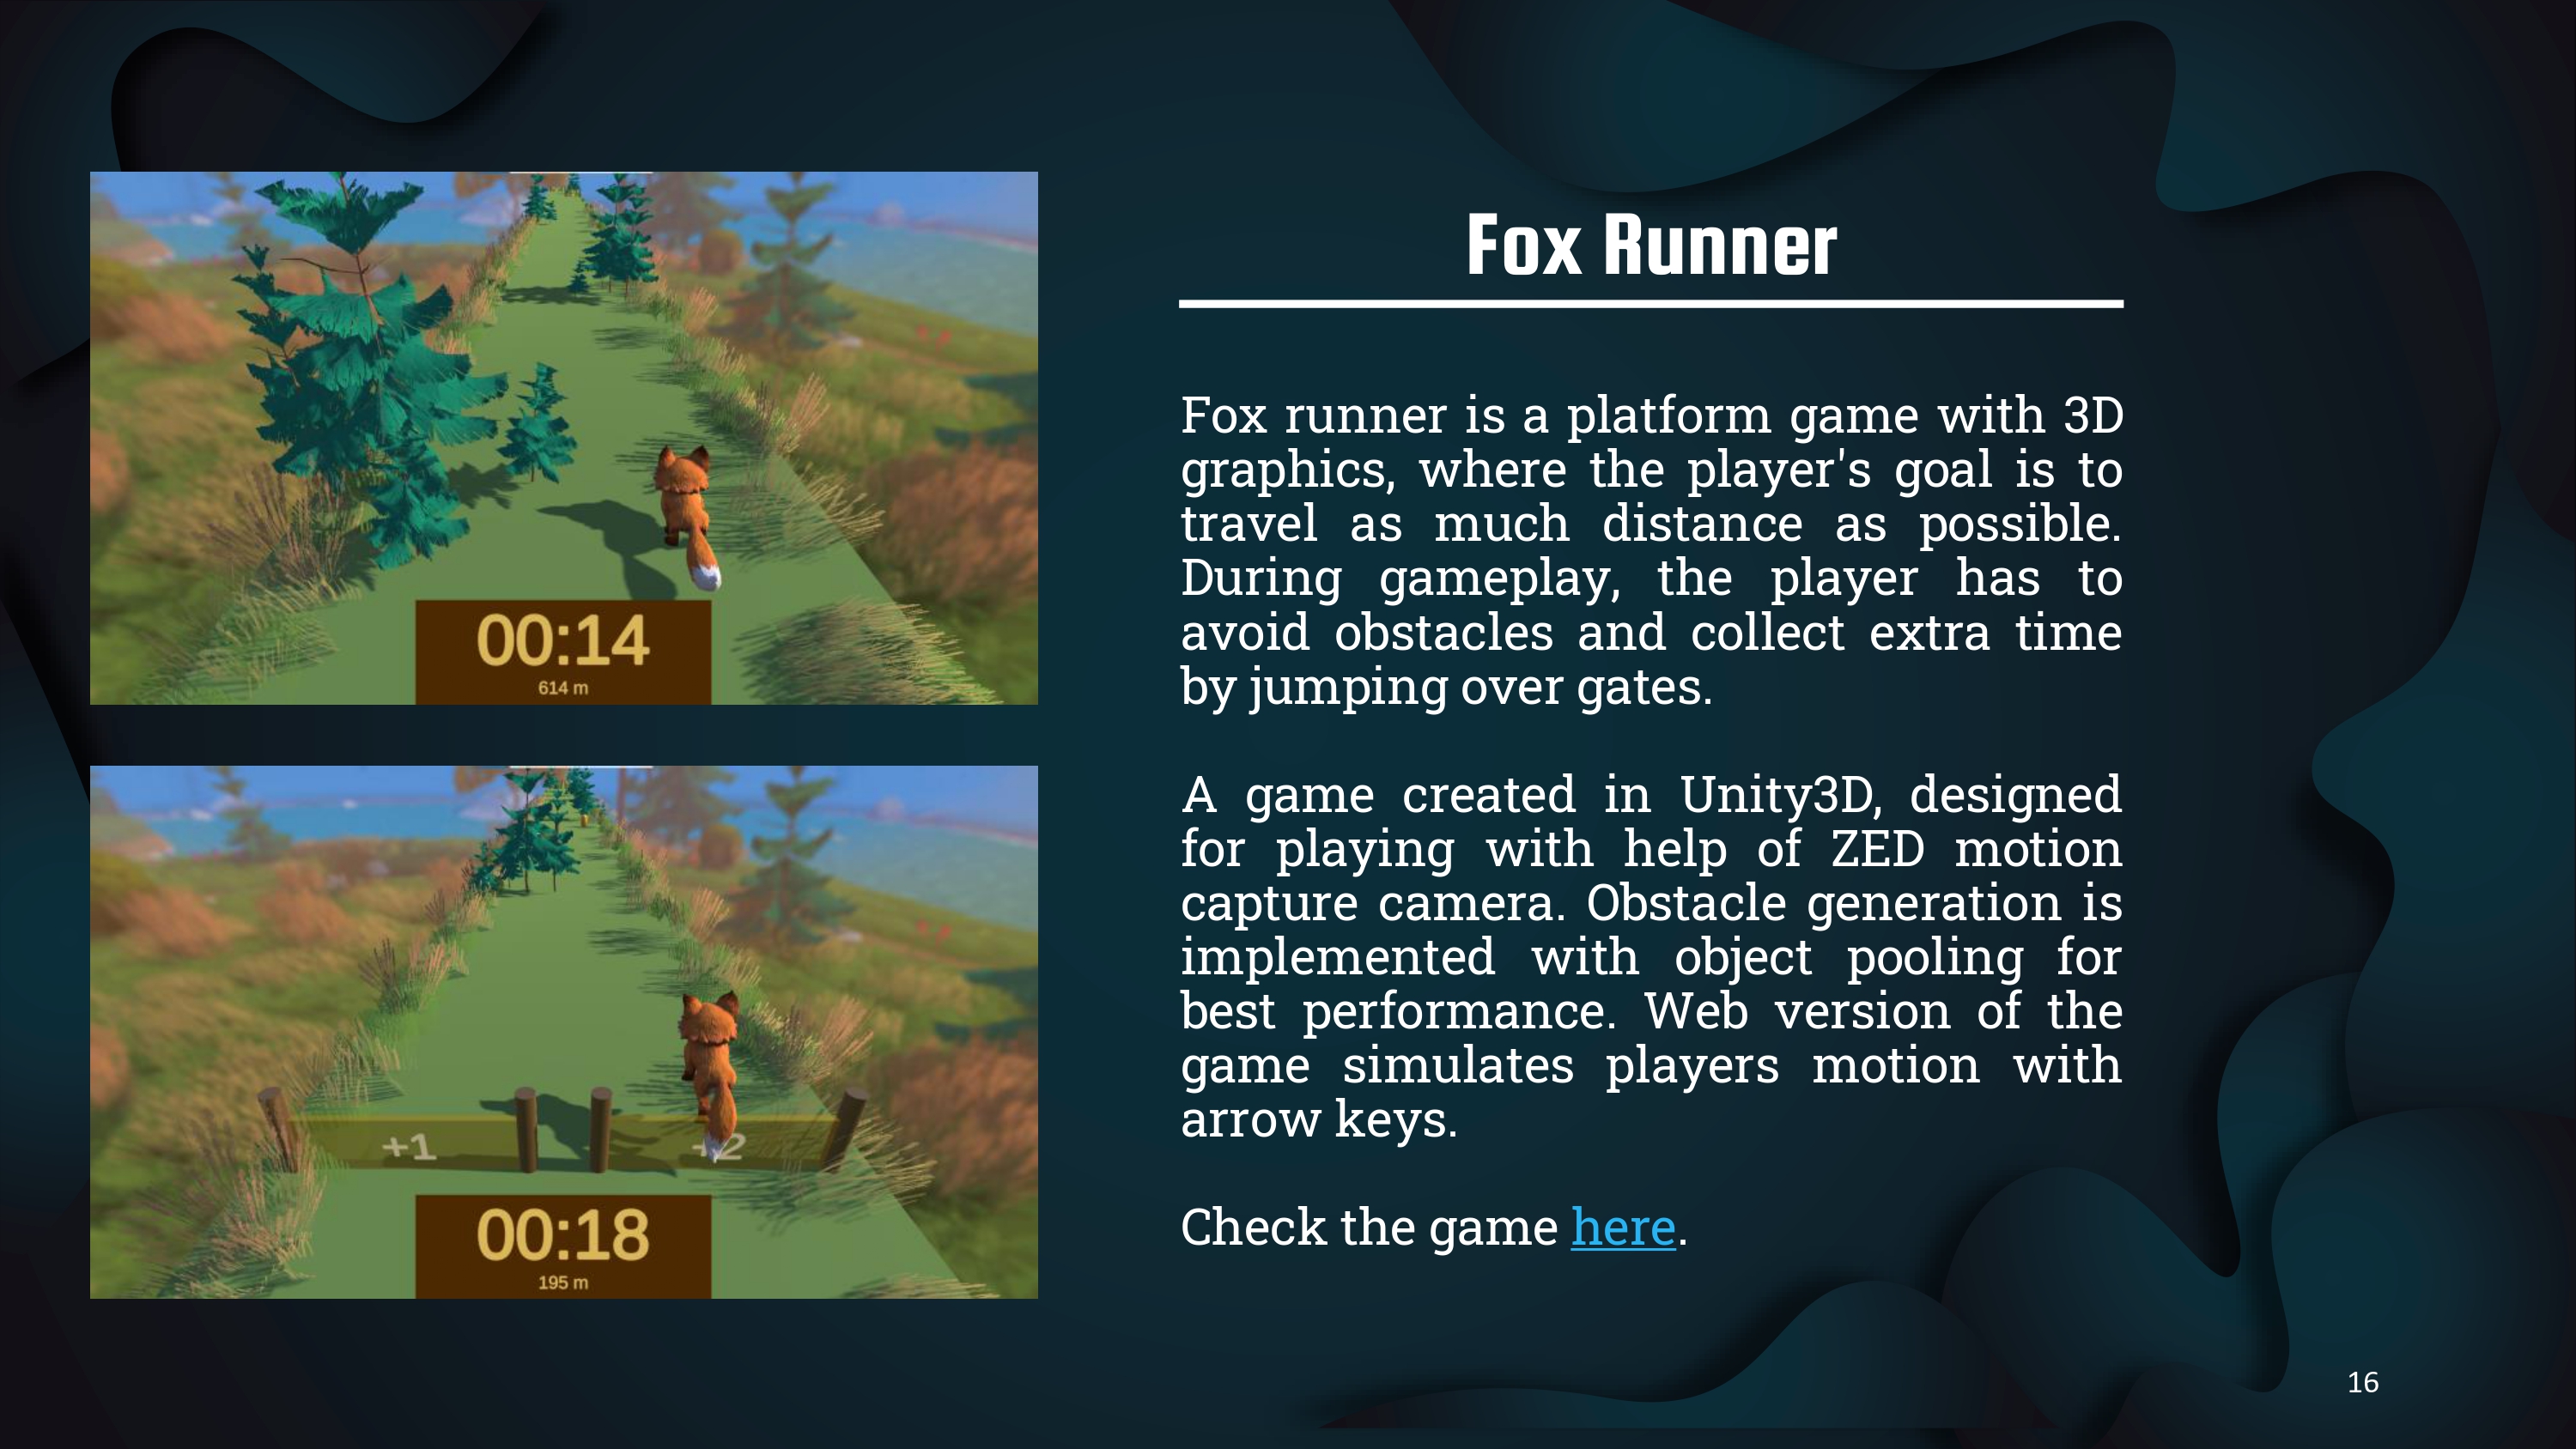 Fox Runner
Fox runner is a platform game with 3D
graphics, where the player's goal is to
travel as much distance as possible.
During gameplay, the player has to
avoid obstacles and collect extra time
by jumping over gates.
A game created in Unity3D, designed
for playing with help of ZED motion
capture camera. Obstacle generation is
implemented with object pooling for
best performance. Web version of the
game simulates players motion with
arrow keys.
Check the game here.
00:14
614 m
+1
+2
00:18
195 m
16